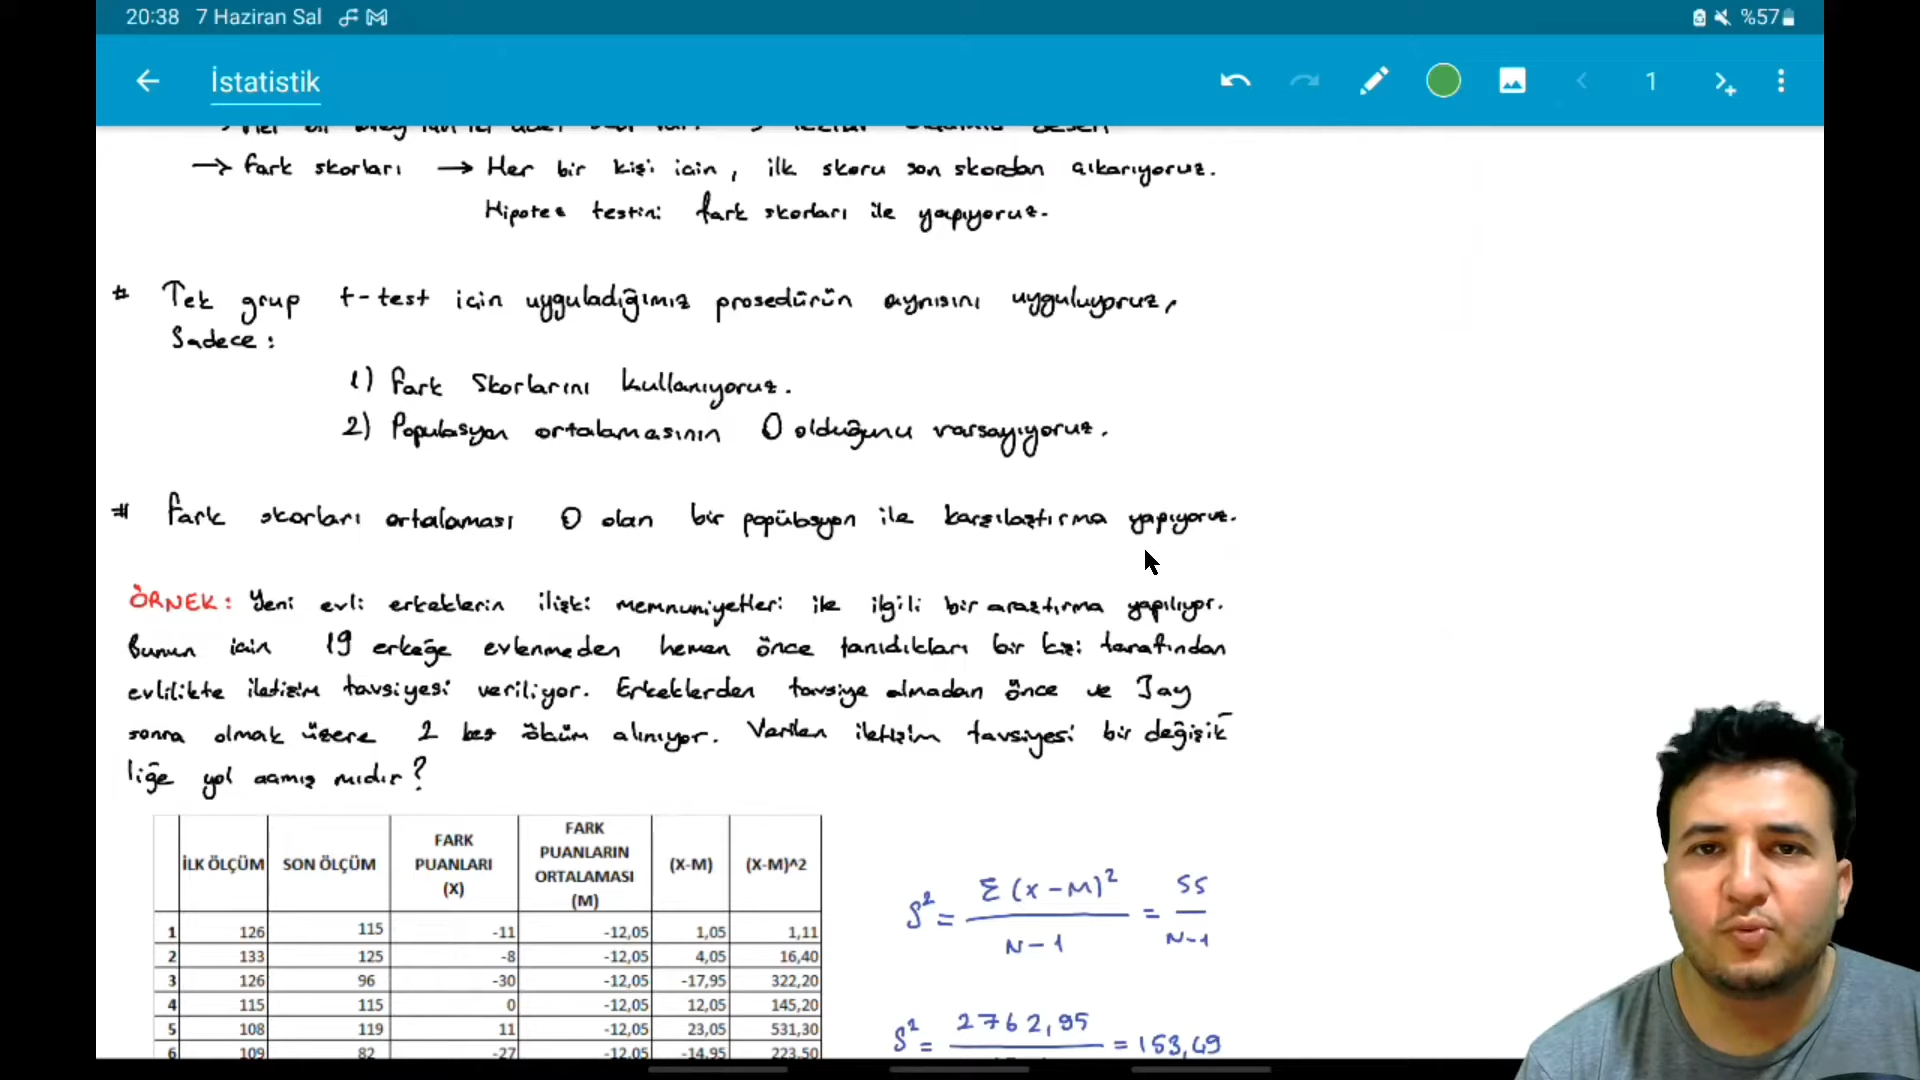 20:38 7 Haziran Sal %57
İstatistik 1
→ fark skorları → Her bir kişi için, ilk skoru son skordan çıkarıyoruz.
Hipotez testini fark skorları ile yapıyoruz.
* Tek grup t-test için uyguladığımız prosedürün aynısını uyguluyoruz,
Sadece:
1) Fark Skorlarını kullanıyoruz.
2) Populasyon ortalamasının 0 olduğunu varsayıyoruz.
# Fark skorları ortalaması 0 olan bir popülasyon ile karşılaştırma yapıyoruz.
ÖRNEK: Yeni evli erkeklerin ilişki memnuniyetleri ile ilgili bir araştırma yapılıyor.
Bunun için 19 erkeğe evlenmeden hemen önce tanıdıkları bir kişi tarafından
evlilikte iletişim tavsiyesi veriliyor. Erkeklerden tavsiye almadan önce ve 3 ay
sonra olmak üzere 2 kez ölçüm alınıyor. Verilen iletişim tavsiyesi bir değişik-
liğe yol açmış mıdır?
İLK ÖLÇÜM SON ÖLÇÜM FARK PUANLARI (X) FARK PUANLARIN ORTALAMASI (M) (X-M) (X-M)^2
1 126 115 -11 -12,05 1,05 1,11
2 133 125 -8 -12,05 4,05 16,40
3 126 96 -30 -12,05 -17,95 322,20
4 115 115 0 -12,05 12,05 145,20
5 108 119 11 -12,05 23,05 531,30
6 109 82 -27 -12,05 -14,95 223,50
S² = Σ(X-M)² / N-1 = SS / N-1
S² = 2762,95 = 153,49